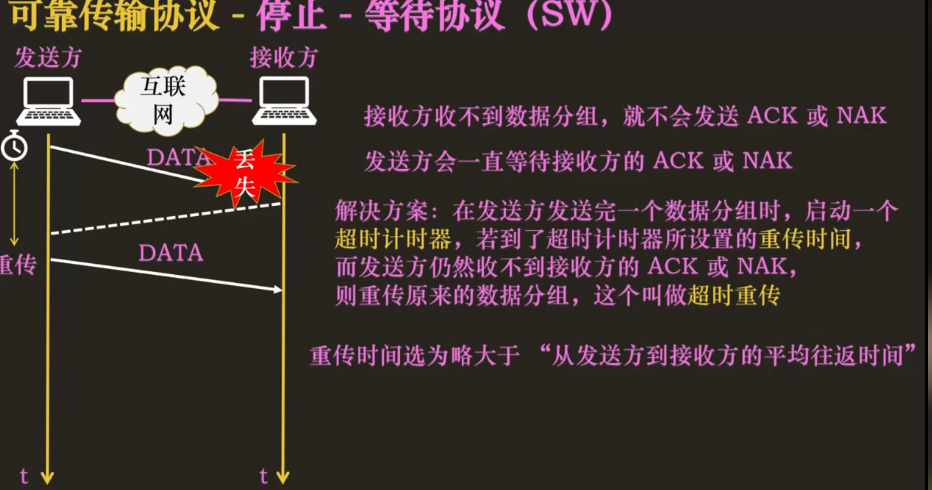 可靠传输协议 - 停止 - 等待协议（SW）
发送方
接收方
互联
网
接收方收不到数据分组，就不会发送 ACK 或 NAK
DATA
丢
失
发送方会一直等待接收方的 ACK 或 NAK
解决方案：在发送方发送完一个数据分组时，启动一个
超时计时器，若到了超时计时器所设置的重传时间，
而发送方仍然收不到接收方的 ACK 或 NAK，
则重传原来的数据分组，这个叫做超时重传
重传
DATA
重传时间选为略大于 “从发送方到接收方的平均往返时间”
t
t